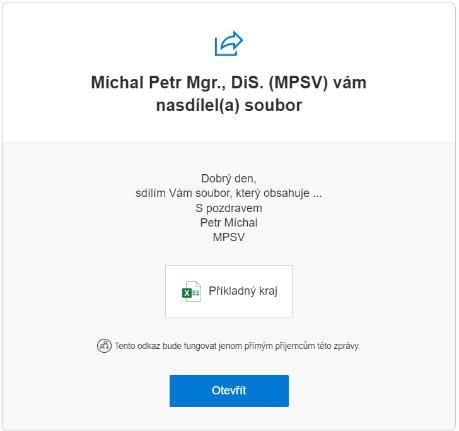 Míchal Petr Mgr., DiS. (MPSV) vám
nasdílel(a) soubor
Dobrý den,
sdílím Vám soubor, který obsahuje ...
S pozdravem
Petr Míchal
MPSV
Příkladný kraj
Tento odkaz bude fungovat jenom přímým příjemcům této zprávy.
Otevřít